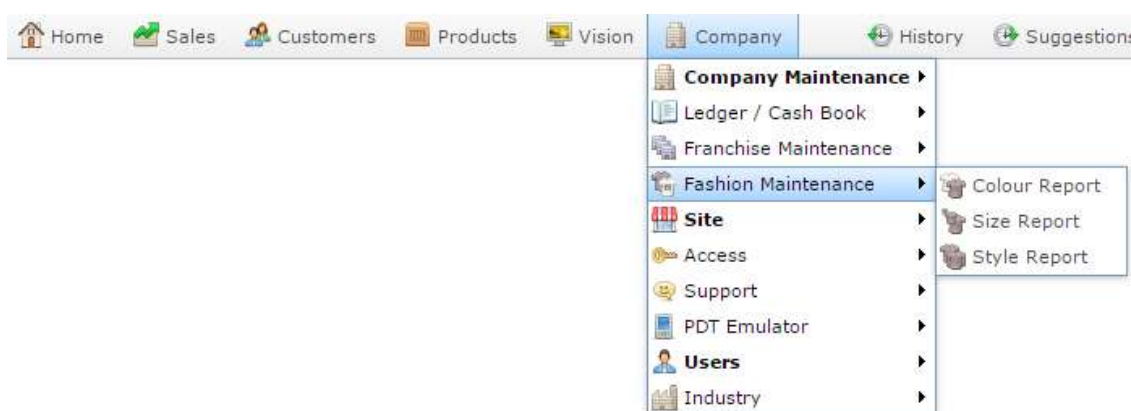 Home Sales Customers Products Vision Company History Suggestions
Company Maintenance
Ledger / Cash Book
Franchise Maintenance
Fashion Maintenance Colour Report
Site Size Report
Access Style Report
Support
PDT Emulator
Users
Industry